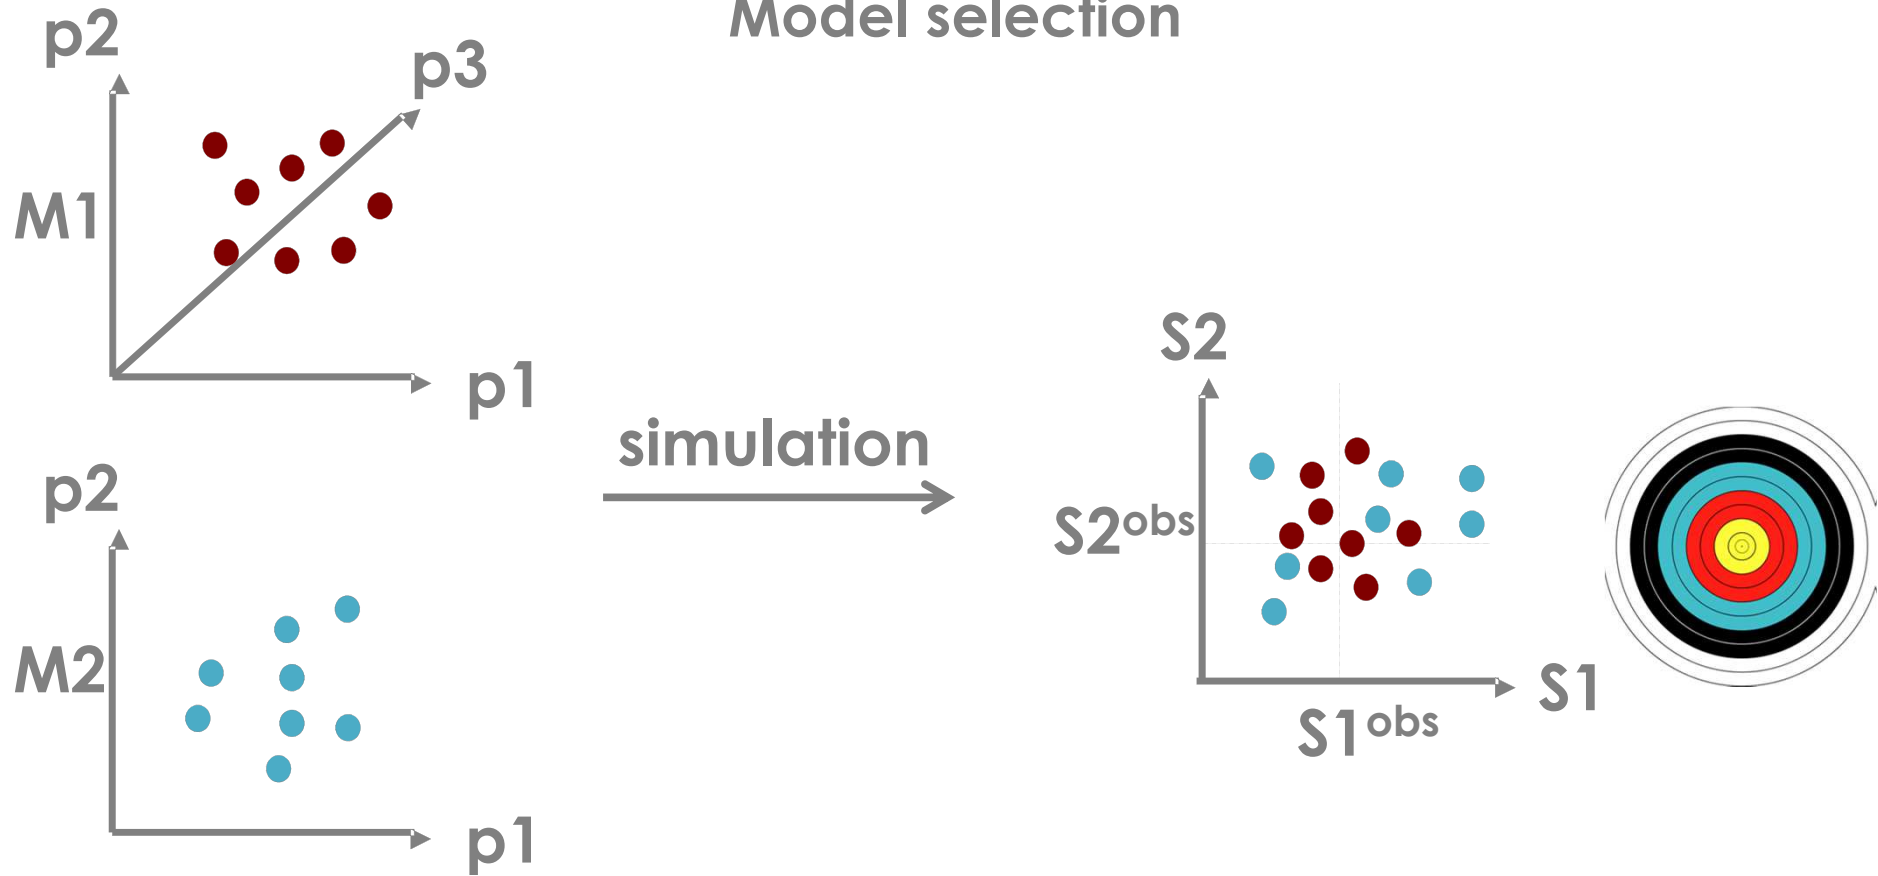 Model selection
p2
p3
M1
p1
simulation
p2
M2
p1
S2
S2obs
S1
S1obs